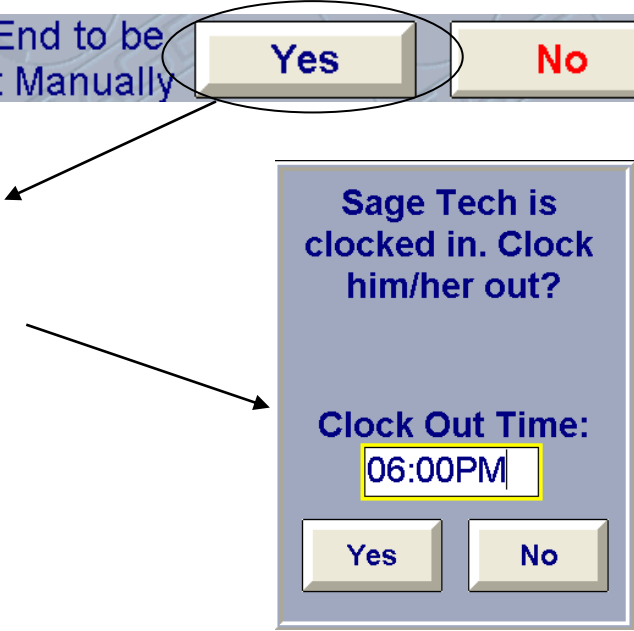 End to be
t Manually
Yes
No
Sage Tech is
clocked in. Clock
him/her out?
Clock Out Time:
06:00PM
Yes
No